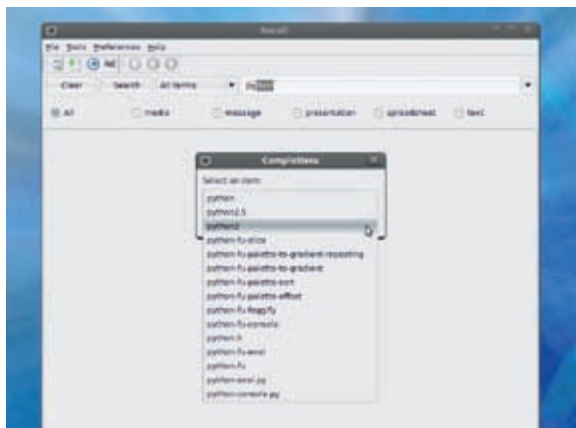 Recoll
File Tools Preferences Help
Clear Search All terms python
All media message presentation spreadsheet text
Completions
Select an item:
python
python2.5
python2
python-fu-slice
python-fu-palette-to-gradient-repeating
python-fu-palette-to-gradient
python-fu-palette-sort
python-fu-palette-offset
python-fu-foggify
python-fu-console
python-fu-eval
python-fu
python-eval.py
python-console.py